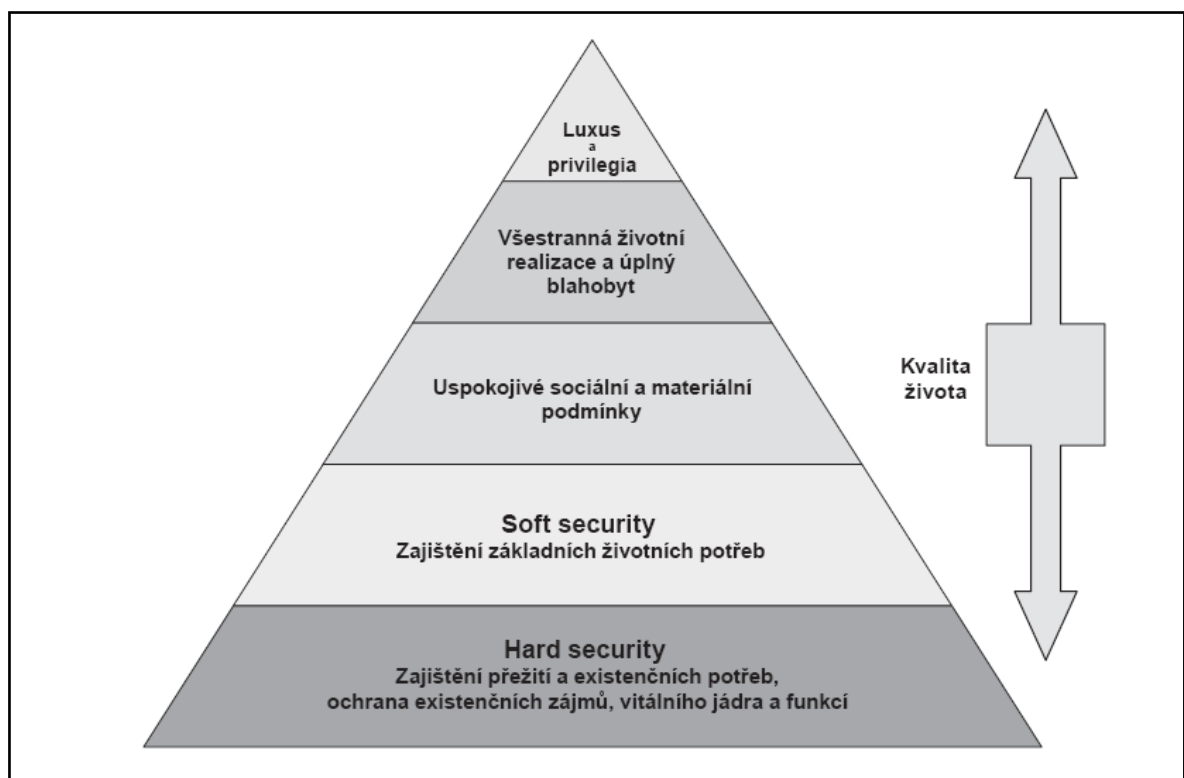 Luxus
a
privilegia
Všestranná životní
realizace a úplný
blahobyt
Uspokojivé sociální a materiální
podmínky
Kvalita
života
Soft security
Zajištění základních životních potřeb
Hard security
Zajištění přežití a existenčních potřeb,
ochrana existenčních zájmů, vitálního jádra a funkcí